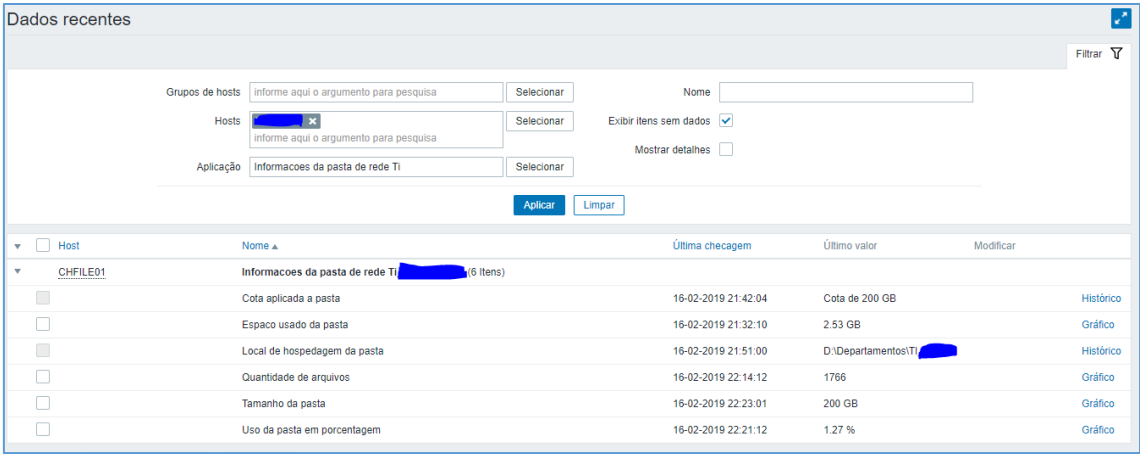 Dados recentes
Filtrar
Grupos de hosts informe aqui o argumento para pesquisa Selecionar Nome
Hosts Selecionar Exibir itens sem dados
informe aqui o argumento para pesquisa
Mostrar detalhes
Aplicação Informacoes da pasta de rede Ti Selecionar
Aplicar Limpar
Host Nome Última checagem Último valor Modificar
CHFILE01 Informacoes da pasta de rede Ti (6 Itens)
Cota aplicada a pasta 16-02-2019 21:42:04 Cota de 200 GB Histórico
Espaco usado da pasta 16-02-2019 21:32:10 2.53 GB Gráfico
Local de hospedagem da pasta 16-02-2019 21:51:00 D:\Departamentos\TI Histórico
Quantidade de arquivos 16-02-2019 22:14:12 1766 Gráfico
Tamanho da pasta 16-02-2019 22:23:01 200 GB Gráfico
Uso da pasta em porcentagem 16-02-2019 22:21:12 1.27 % Gráfico